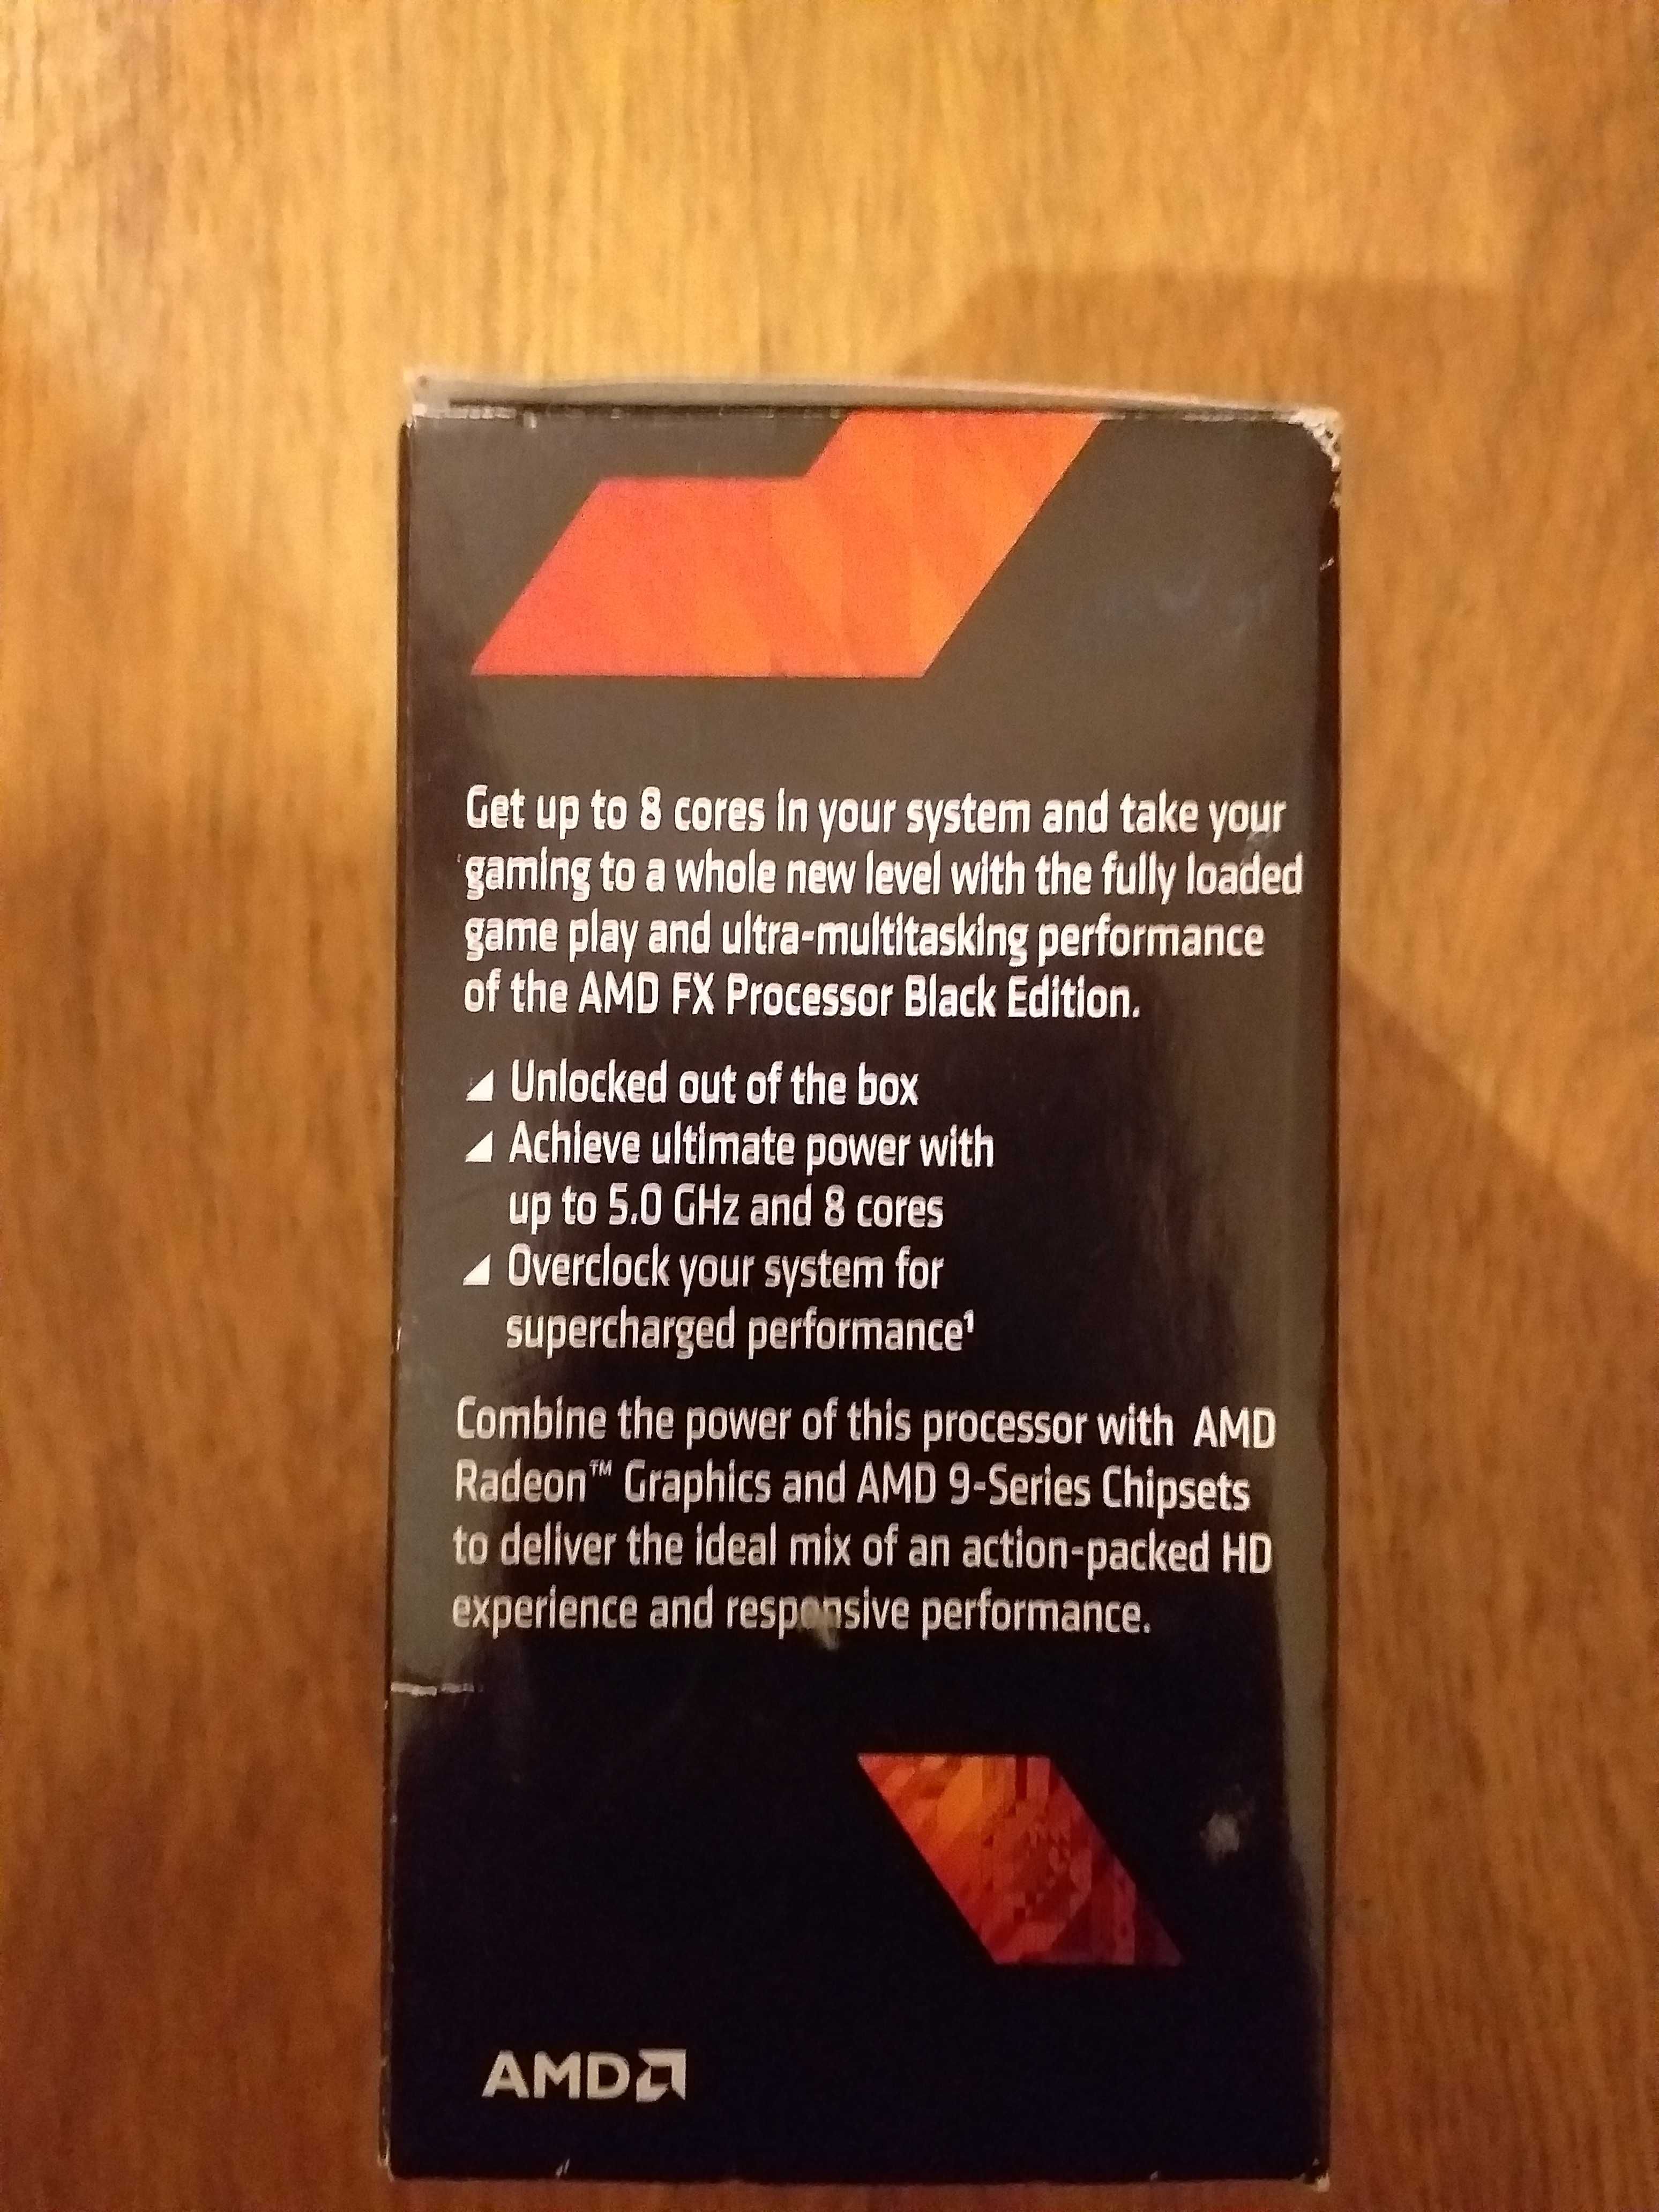 Get up to 8 cores in your system and take your
gaming to a whole new level with the fully loaded
game play and ultra-multitasking performance
of the AMD FX Processor Black Edition.
Unlocked out of the box
Achieve ultimate power with
up to 5.0 GHz and 8 cores
Overclock your system for
supercharged performance¹
Combine the power of this processor with AMD
Radeon™ Graphics and AMD 9-Series Chipsets
to deliver the ideal mix of an action-packed HD
experience and responsive performance.
AMD